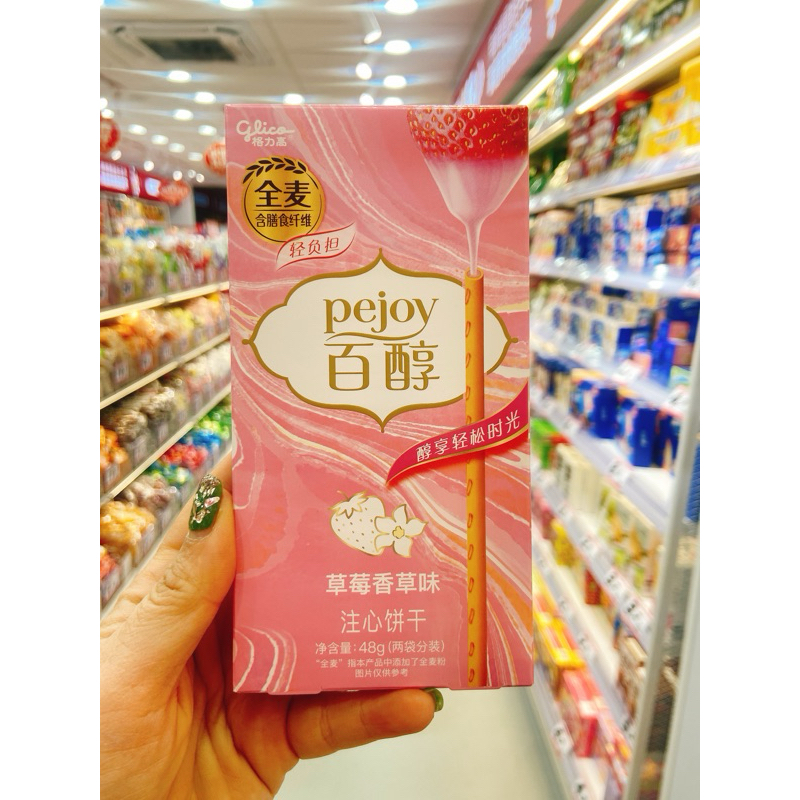 Glico
格力高
全麦
含膳食纤维
轻负担
pejoy
百醇
醇享轻松时光
草莓香草味
注心饼干
净含量:48g(两袋分装)
“全麦”指本产品中添加了全麦粉
图片仅供参考